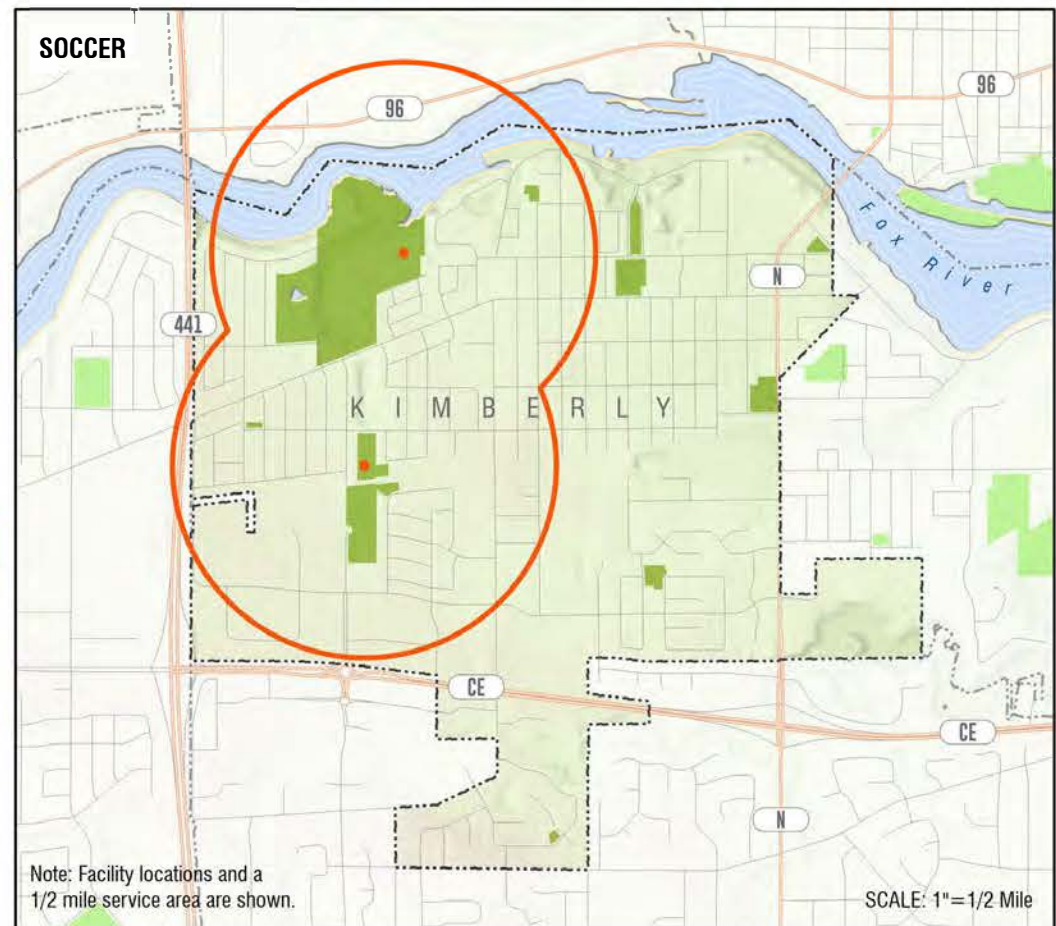 SOCCER
96
96
Fox River
N
441
KIMBERLY
CE
CE
N
Note: Facility locations and a
1/2 mile service area are shown.
SCALE: 1"=1/2 Mile